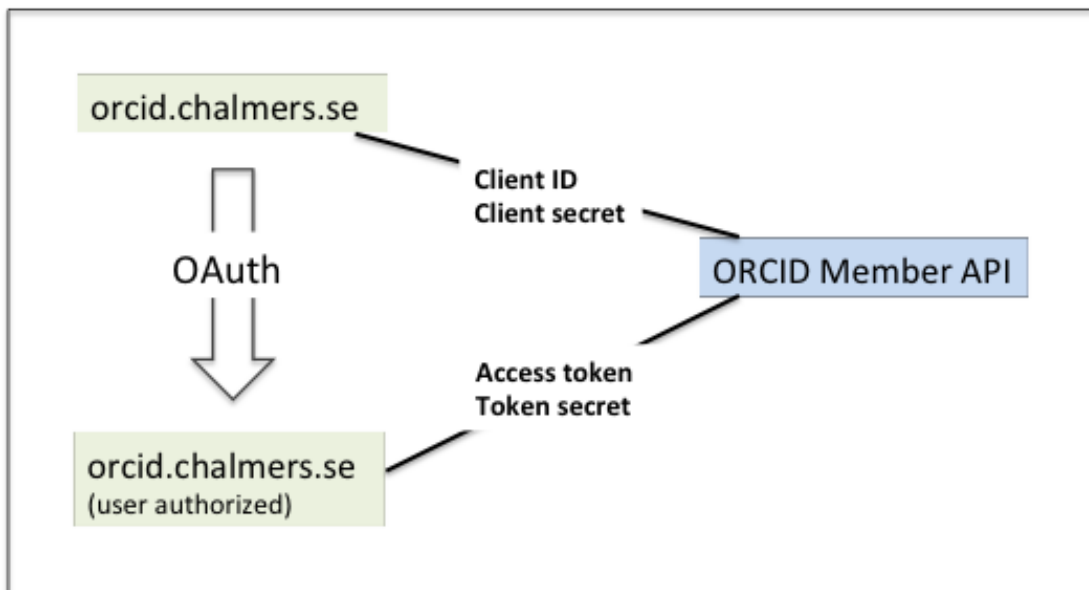 orcid.chalmers.se
Client ID
Client secret
OAuth
ORCID Member API
Access token
Token secret
orcid.chalmers.se
(user authorized)